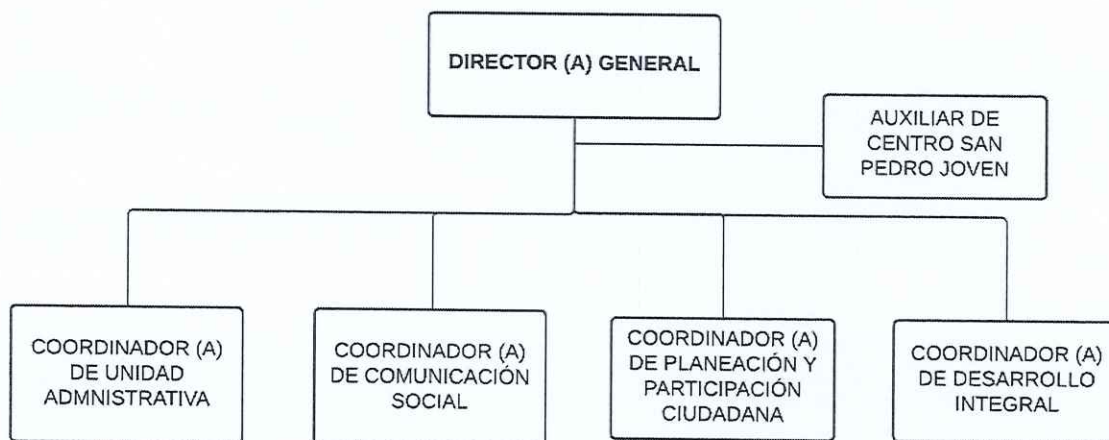 DIRECTOR (A) GENERAL
AUXILIAR DE
CENTRO SAN
PEDRO JOVEN
COORDINADOR (A)
DE UNIDAD
ADMNISTRATIVA
COORDINADOR (A)
DE COMUNICACIÓN
SOCIAL
COORDINADOR (A)
DE PLANEACIÓN Y
PARTICIPACIÓN
CIUDADANA
COORDINADOR (A)
DE DESARROLLO
INTEGRAL